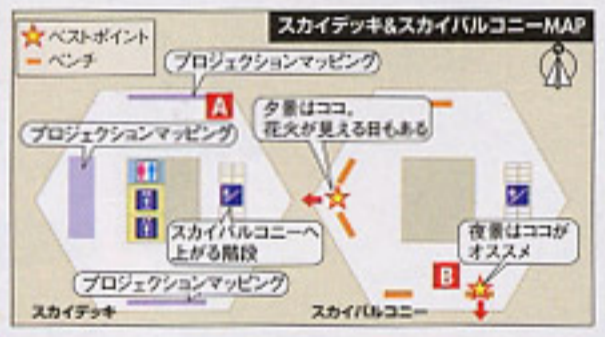 スカイデッキ&スカイバルコニーMAP
ベストポイント
ベンチ
プロジェクションマッピング
A
夕景はココ。
花火が見える日もある
プロジェクションマッピング
スカイバルコニーへ
上がる階段
夜景はココが
オススメ
B
プロジェクションマッピング
スカイデッキ
スカイバルコニー